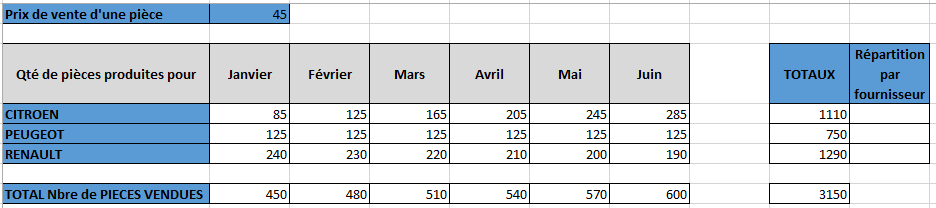 Prix de vente d'une pièce 45
Qté de pièces produites pour Janvier Février Mars Avril Mai Juin TOTAUX Répartition
par
fournisseur
CITROEN 85 125 165 205 245 285 1110
PEUGEOT 125 125 125 125 125 125 750
RENAULT 240 230 220 210 200 190 1290
TOTAL Nbre de PIECES VENDUES 450 480 510 540 570 600 3150